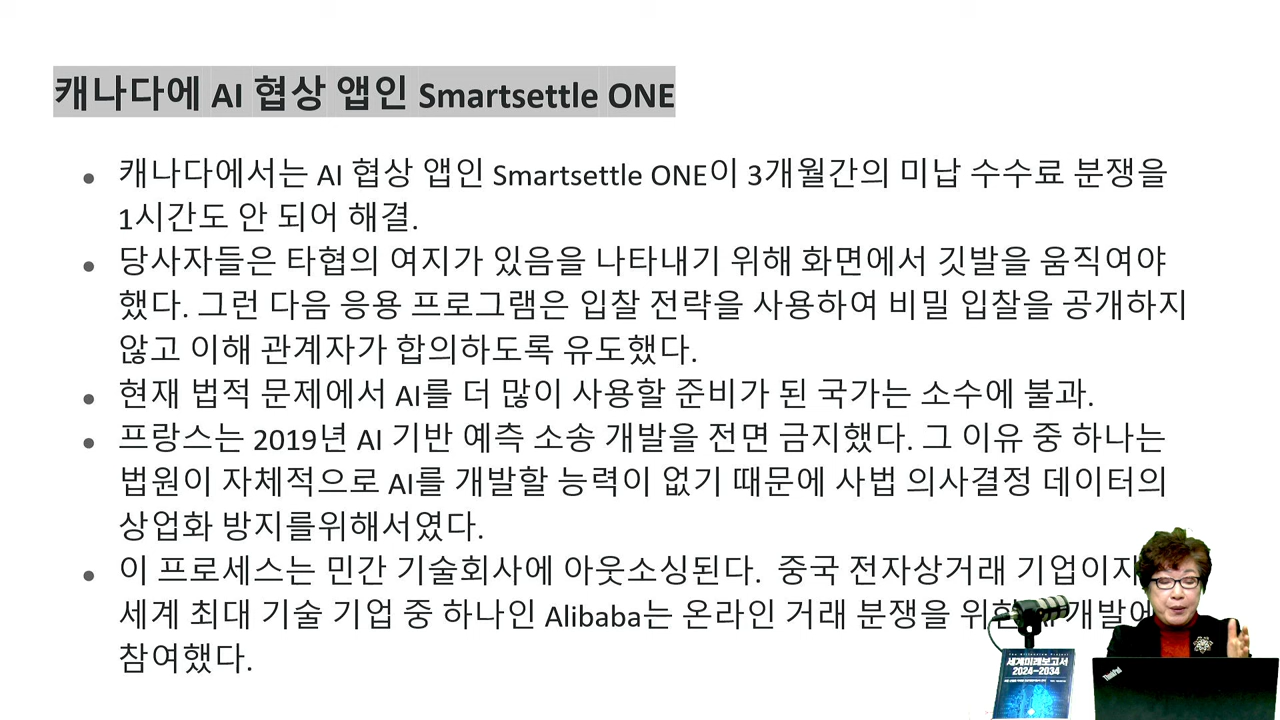 캐나다에 AI 협상 앱인 Smartsettle ONE
• 캐나다에서는 AI 협상 앱인 Smartsettle ONE이 3개월간의 미납 수수료 분쟁을
1시간도 안 되어 해결.
• 당사자들은 타협의 여지가 있음을 나타내기 위해 화면에서 깃발을 움직여야
했다. 그런 다음 응용 프로그램은 입찰 전략을 사용하여 비밀 입찰을 공개하지
않고 이해 관계자가 합의하도록 유도했다.
• 현재 법적 문제에서 AI를 더 많이 사용할 준비가 된 국가는 소수에 불과.
• 프랑스는 2019년 AI 기반 예측 소송 개발을 전면 금지했다. 그 이유 중 하나는
법원이 자체적으로 AI를 개발할 능력이 없기 때문에 사법 의사결정 데이터의
상업화 방지를위해서였다.
• 이 프로세스는 민간 기술회사에 아웃소싱된다. 중국 전자상거래 기업이자
세계 최대 기술 기업 중 하나인 Alibaba는 온라인 거래 분쟁을 위한 개발에
참여했다.
세계미래보고서
2024-2034
ThinkPad